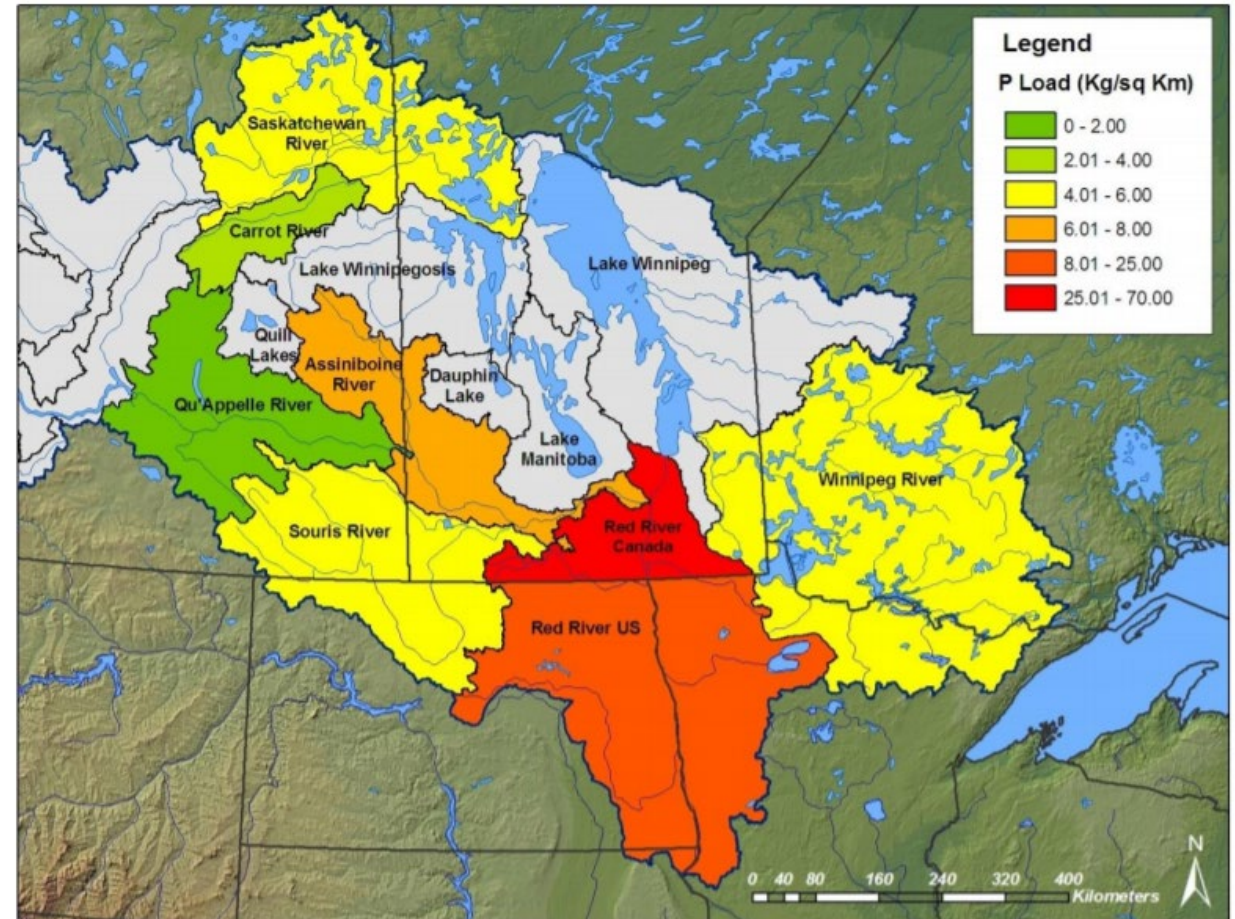 Legend
P Load (Kg/sq Km)
0 - 2.00
2.01 - 4.00
4.01 - 6.00
6.01 - 8.00
8.01 - 25.00
25.01 - 70.00
Saskatchewan
River
Carrot River
Lake Winnipegosis
Lake Winnipeg
Quill
Lakes
Assiniboine
River
Dauphin
Lake
Qu'Appelle River
Lake
Manitoba
Winnipeg River
Souris River
Red River
Canada
Red River US
N
0 40 80 160 240 320 400
Kilometers